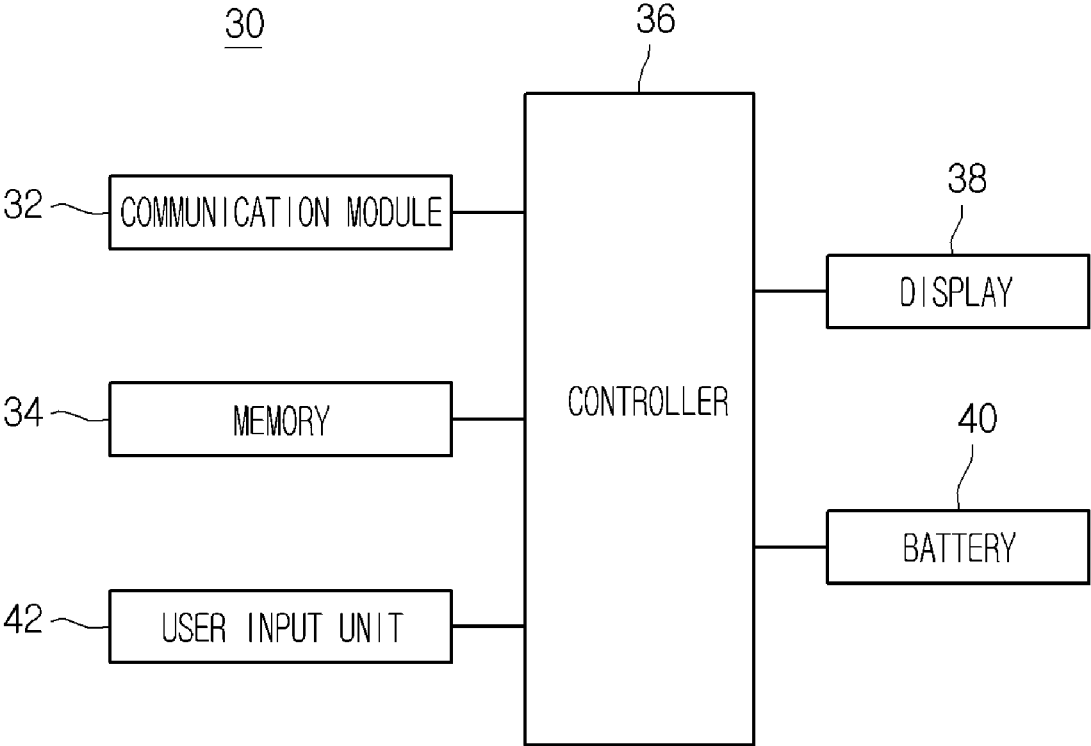 30
36
32
COMMUNICATION MODULE
38
DISPLAY
34
MEMORY
CONTROLLER
40
BATTERY
42
USER INPUT UNIT